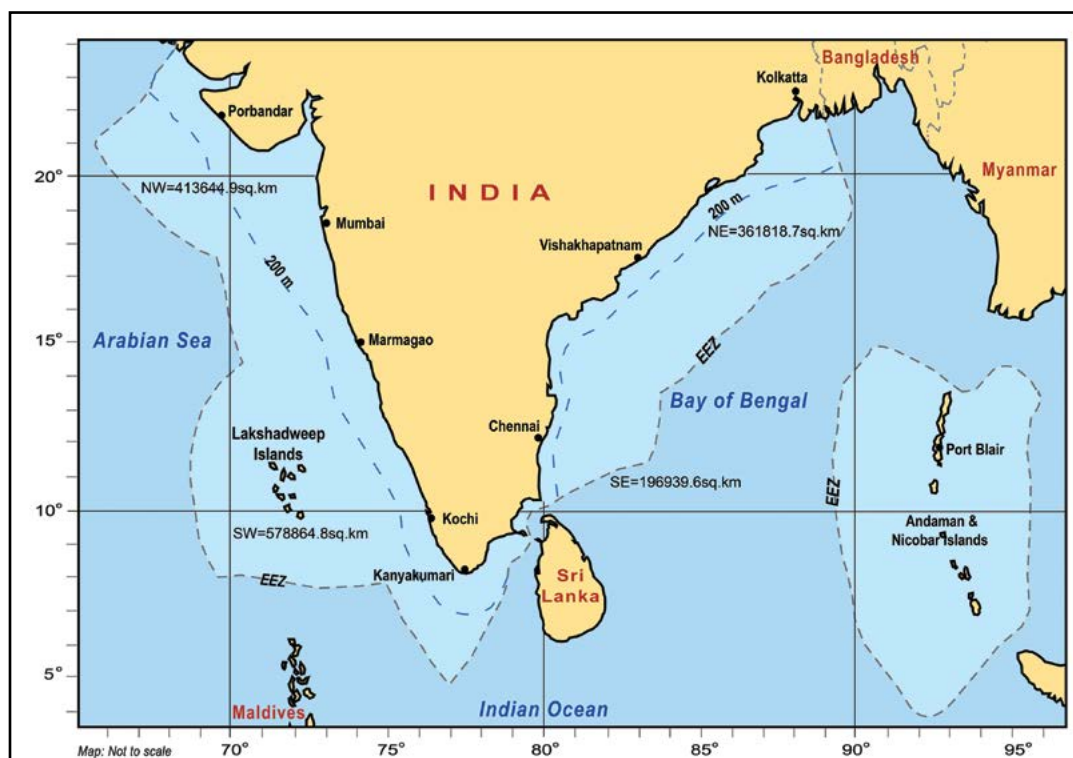 Bangladesh
Kolkatta
Porbandar
Myanmar
20°
NW=413644.9sq.km
INDIA
200 m
NE=361818.7sq.km
Mumbai
Vishakhapatnam
200 m
15°
Arabian Sea
Marmagao
EEZ
Bay of Bengal
Chennai
Lakshadweep
Islands
Port Blair
SE=196939.6sq.km
EEZ
10°
Kochi
SW=578864.8sq.km
Andaman &
Nicobar Islands
EEZ
Kanyakumari
Sri
Lanka
5°
Maldives
Indian Ocean
Map: Not to scale
70°
75°
80°
85°
90°
95°